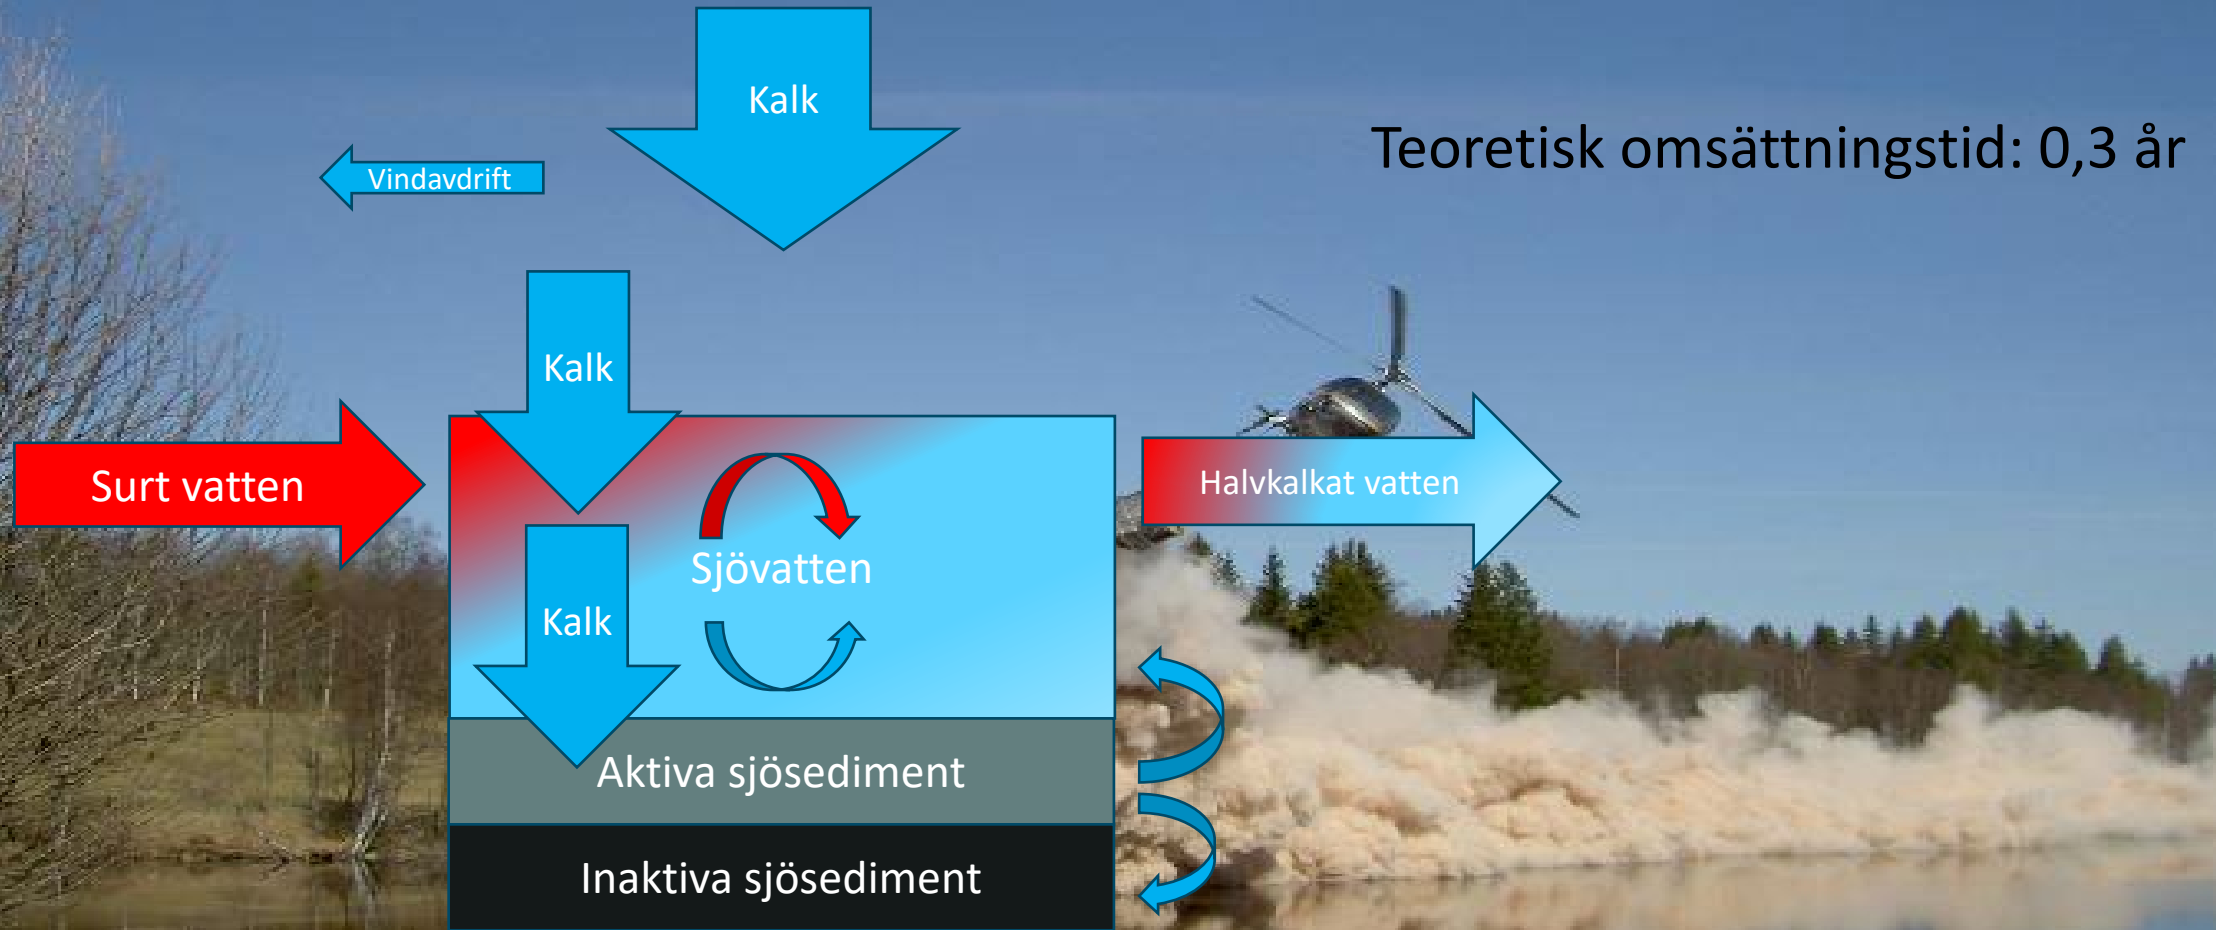 Kalk
Teoretisk omsättningstid: 0,3 år
Vindavdrift
Kalk
Surt vatten
Halvkalkat vatten
Sjövatten
Kalk
Aktiva sjösediment
Inaktiva sjösediment